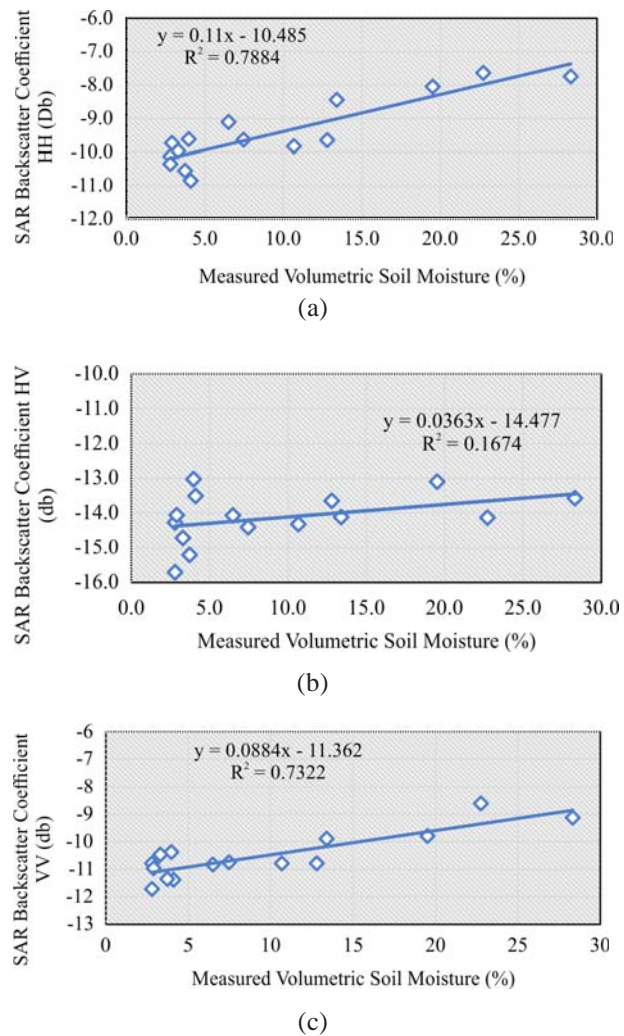 SAR Backscatter Coefficient
HH (Db)
-6.0
-7.0
-8.0
-9.0
-10.0
-11.0
-12.0
y = 0.11x - 10.485
R² = 0.7884
0.0 5.0 10.0 15.0 20.0 25.0 30.0
Measured Volumetric Soil Moisture (%)
(a)
SAR Backscatter Coefficient HV
(db)
-10.0
-11.0
-12.0
-13.0
-14.0
-15.0
-16.0
y = 0.0363x - 14.477
R² = 0.1674
0.0 5.0 10.0 15.0 20.0 25.0 30.0
Measured Volumetric Soil Moisture (%)
(b)
SAR Backscatter Coefficient
VV (db)
-6
-7
-8
-9
-10
-11
-12
-13
y = 0.0884x - 11.362
R² = 0.7322
0 5 10 15 20 25 30
Measured Volumetric Soil Moisture (%)
(c)